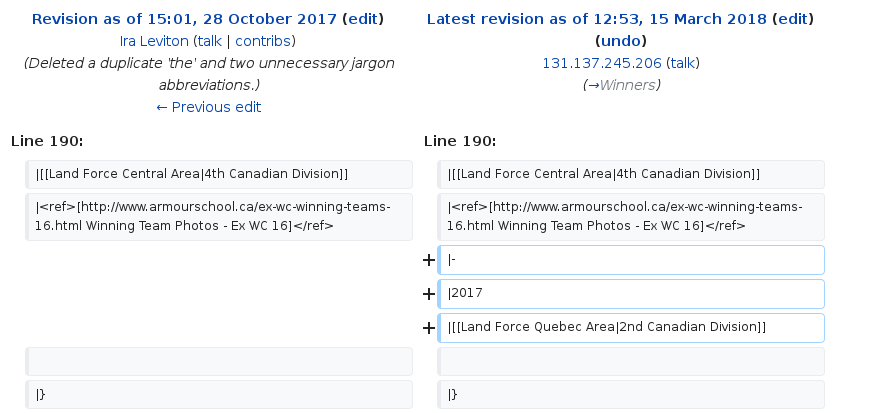 Revision as of 15:01, 28 October 2017 (edit)
Ira Leviton (talk | contribs)
(Deleted a duplicate 'the' and two unnecessary jargon
abbreviations.)
← Previous edit
Latest revision as of 12:53, 15 March 2018 (edit)
(undo)
131.137.245.206 (talk)
(→Winners)
Line 190:
Line 190:
|[[Land Force Central Area|4th Canadian Division]]
|[[Land Force Central Area|4th Canadian Division]]
|<ref>[http://www.armourschool.ca/ex-wc-winning-teams-
16.html Winning Team Photos - Ex WC 16]</ref>
|<ref>[http://www.armourschool.ca/ex-wc-winning-teams-
16.html Winning Team Photos - Ex WC 16]</ref>
+ |-
+ |2017
+ |[[Land Force Quebec Area|2nd Canadian Division]]
|}
|}